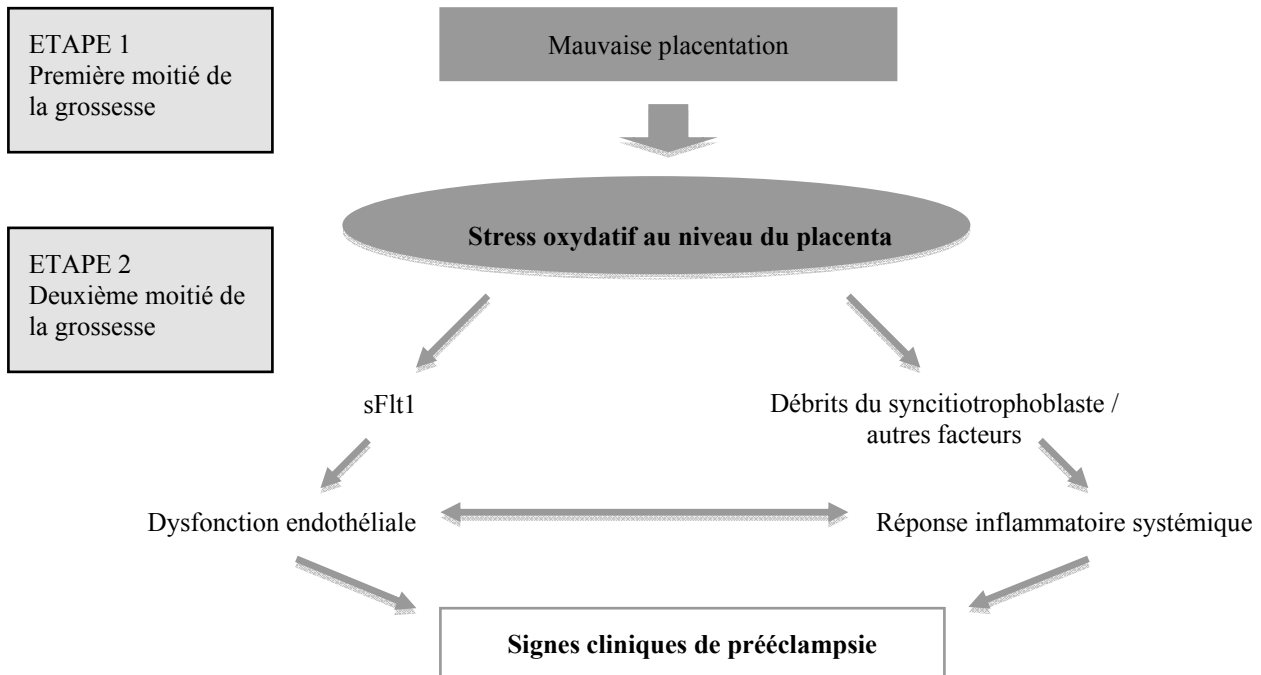 ETAPE 1
Première moitié de
la grossesse
Mauvaise placentation
Stress oxydatif au niveau du placenta
ETAPE 2
Deuxième moitié de
la grossesse
sFlt1
Débris du syncitiotrophoblaste /
autres facteurs
Dysfonction endothéliale
Réponse inflammatoire systémique
Signes cliniques de prééclampsie